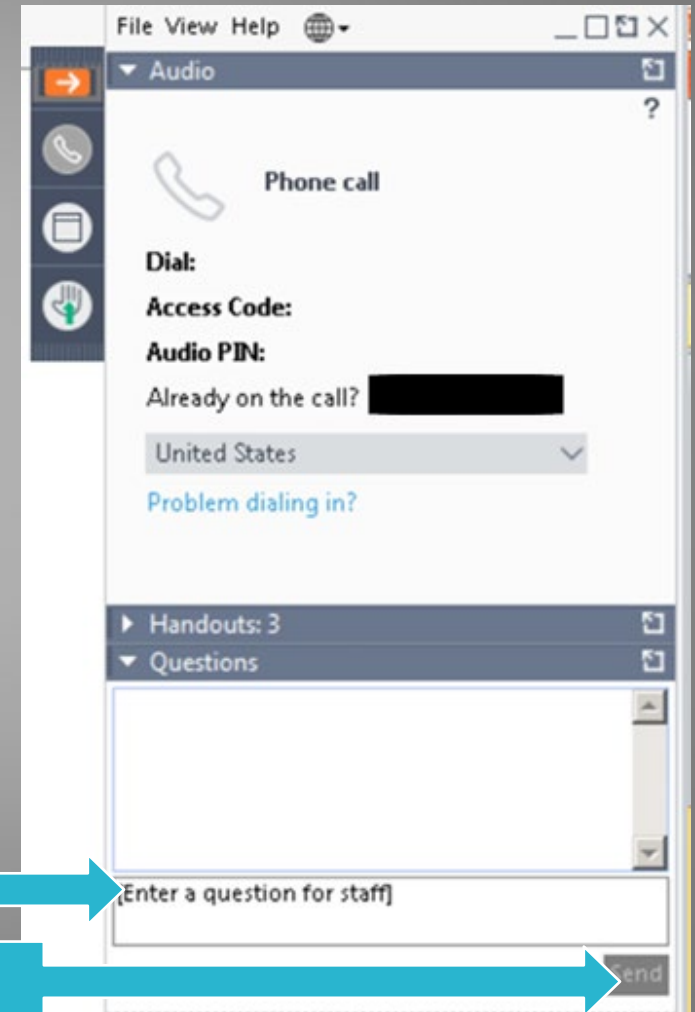 File View Help
Audio
?
Phone call
Dial:
Access Code:
Audio PIN:
Already on the call?
United States
Problem dialing in?
Handouts: 3
Questions
[Enter a question for staff]
Send